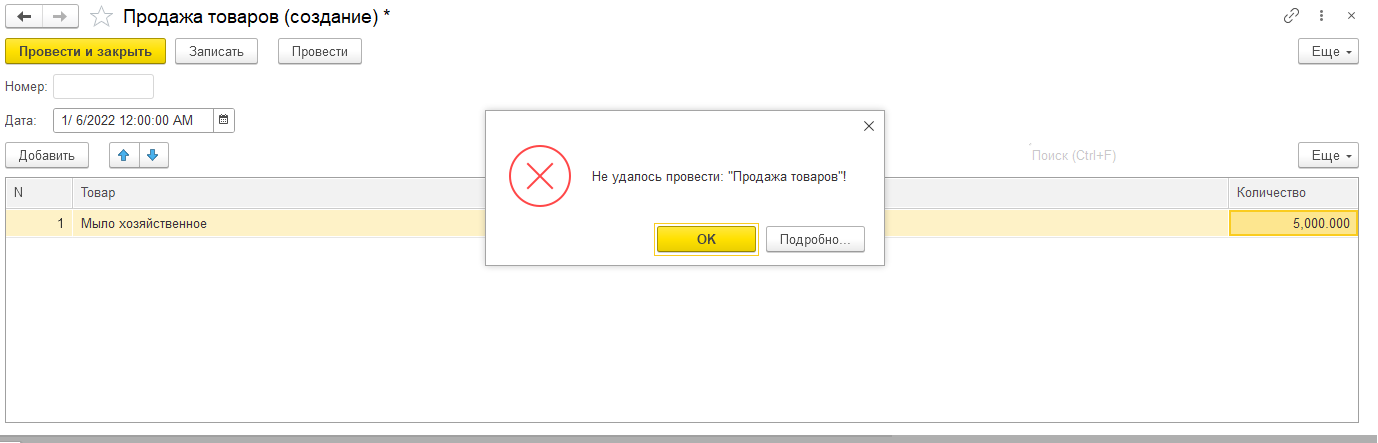 Продажа товаров (создание) *
Провести и закрыть Записать Провести Еще
Номер:
Дата: 1/ 6/2022 12:00:00 AM
Добавить Поиск (Ctrl+F) Еще
N Товар Количество
1 Мыло хозяйственное 5,000.000
Не удалось провести: "Продажа товаров"!
OK Подробно...